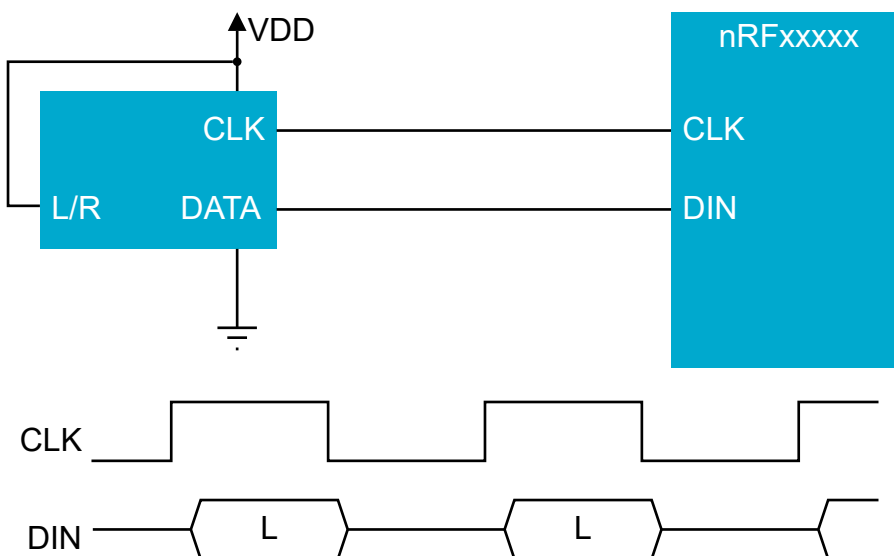 VDD
nRFxxxxx
CLK
CLK
L/R
DATA
DIN
CLK
DIN
L
L